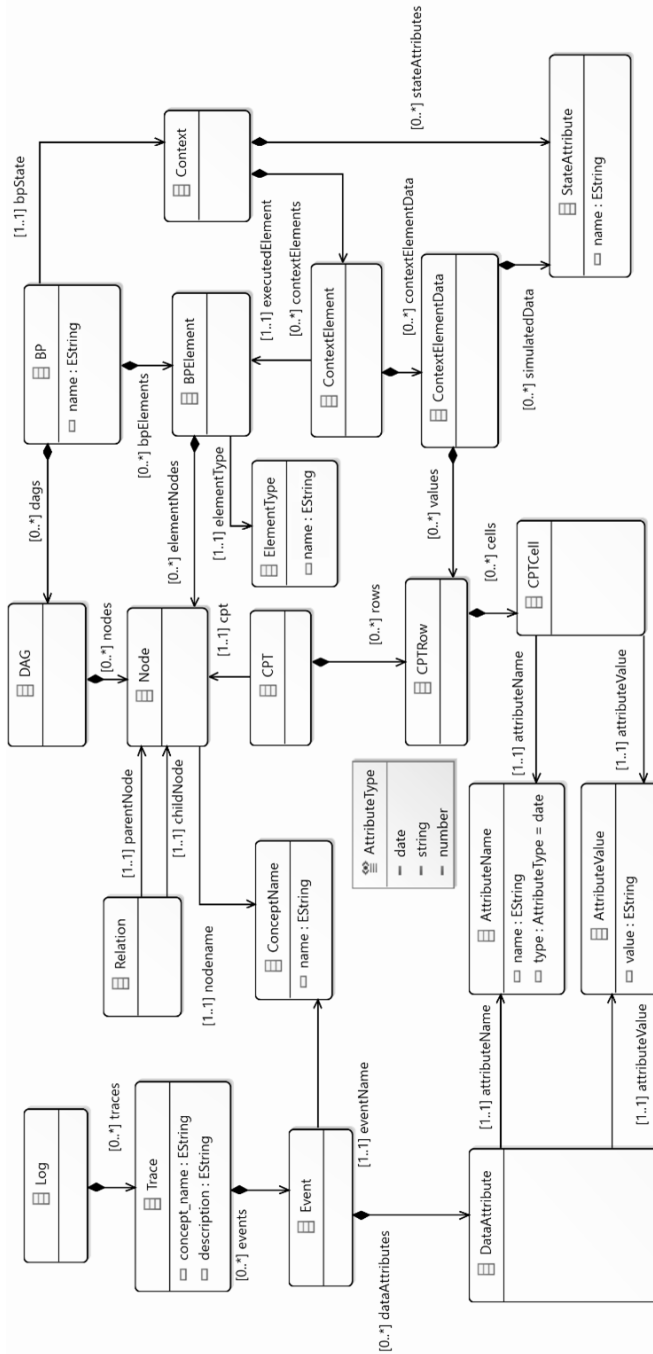 Log
[0..*] traces
Trace
concept_name : EString
description : EString
[0..*] events
Event
[1..1] eventName
[0..*] dataAttributes
DataAttribute
[1..1] attributeName
[1..1] attributeValue
Relation
[1..1] parentNode
[1..1] childNode
[1..1] nodename
ConceptName
name : EString
AttributeType
date
string
number
AttributeName
name : EString
type : AttributeType = date
AttributeValue
value : EString
DAG
[0..*] nodes
Node
[1..1] cpt
CPT
[0..*] rows
CPTRow
[0..*] cells
CPTCell
[1..1] attributeName
[1..1] attributeValue
[0..*] dags
BP
name : EString
[0..*] bpElements
BPElement
[0..*] elementNodes
[1..1] elementType
ElementType
name : EString
[1..1] bpState
Context
[1..1] executedElement
[0..*] contextElements
ContextElement
[0..*] contextElementData
ContextElementData
[0..*] values
[0..*] simulatedData
[0..*] stateAttributes
StateAttribute
name : EString